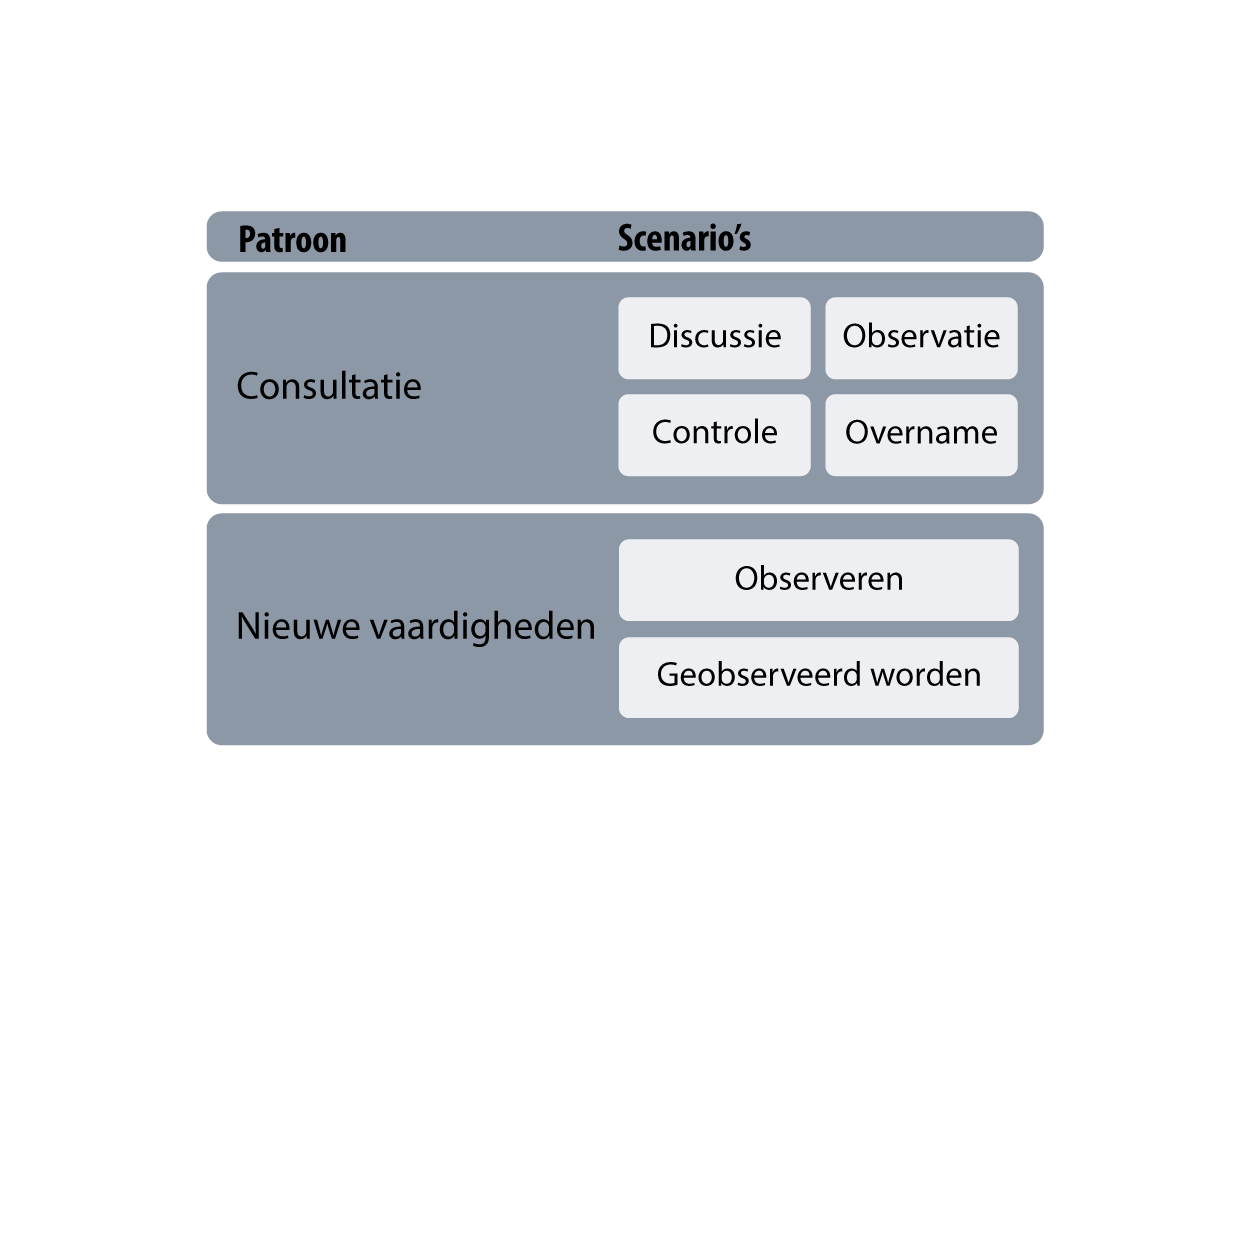 Patroon Scenario’s
Discussie Observatie
Consultatie
Controle Overname
Observeren
Nieuwe vaardigheden
Geobserveerd worden